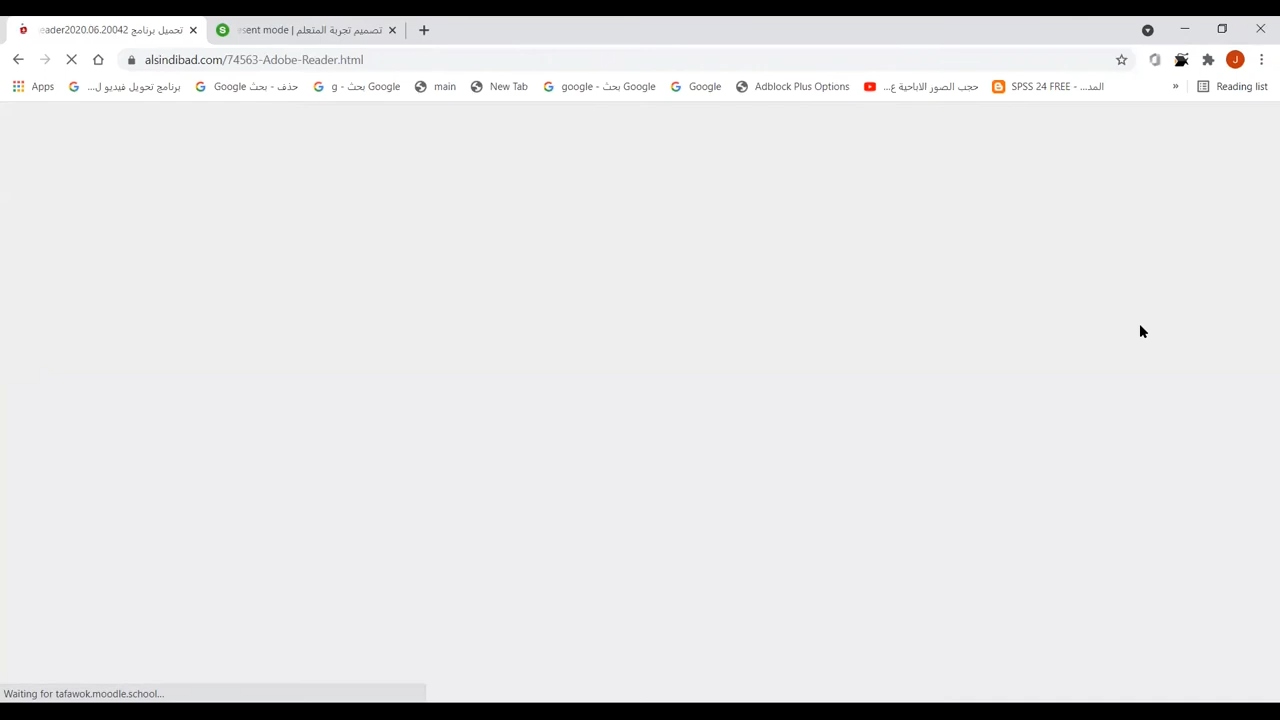 تحميل برنامج eader2020.06.20042
esent mode | تصميم تجربة المتعلم
alsindibad.com/74563-Adobe-Reader.html
J
Apps
برنامج تحويل فيديو ل...
حذف - بحث Google
g - بحث Google
main
New Tab
google - بحث Google
Google
Adblock Plus Options
حجب الصور الاباحية ع...
SPSS 24 FREE - المد...
»
Reading list
Waiting for tafawok.moodle.school...